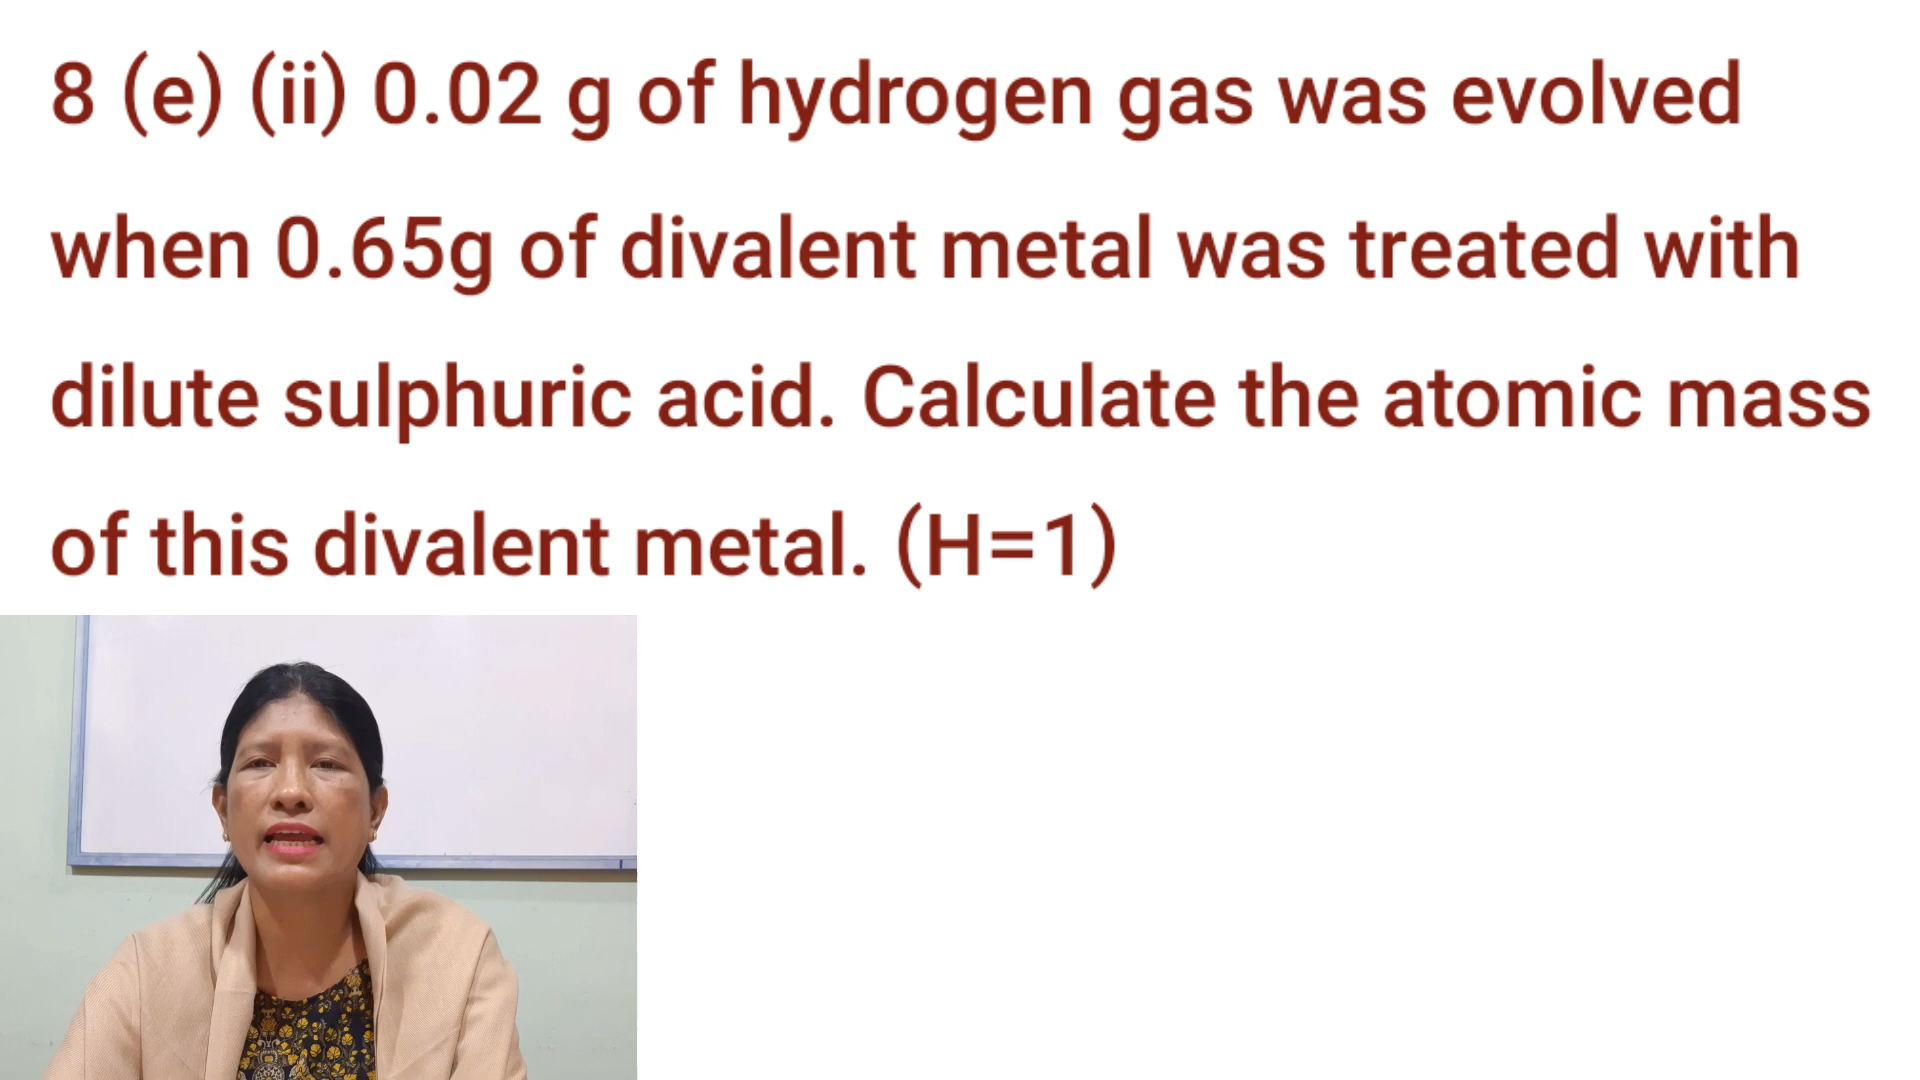 8 (e) (ii) 0.02 g of hydrogen gas was evolved
when 0.65g of divalent metal was treated with
dilute sulphuric acid. Calculate the atomic mass
of this divalent metal. (H=1)